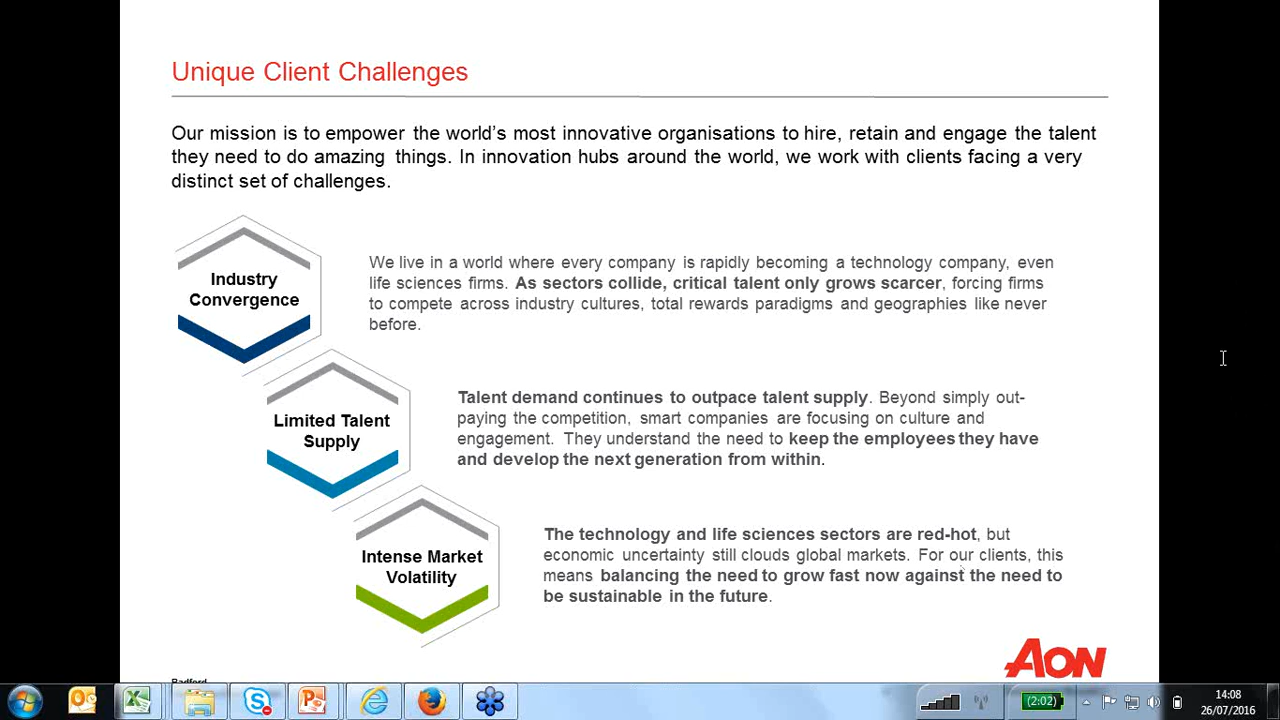 Unique Client Challenges
Our mission is to empower the world's most innovative organisations to hire, retain and engage the talent
they need to do amazing things. In innovation hubs around the world, we work with clients facing a very
distinct set of challenges.
Industry
Convergence
We live in a world where every company is rapidly becoming a technology company, even
life sciences firms. As sectors collide, critical talent only grows scarcer, forcing firms
to compete across industry cultures, total rewards paradigms and geographies like never
before.
Limited Talent
Supply
Talent demand continues to outpace talent supply. Beyond simply out-
paying the competition, smart companies are focusing on culture and
engagement. They understand the need to keep the employees they have
and develop the next generation from within.
Intense Market
Volatility
The technology and life sciences sectors are red-hot, but
economic uncertainty still clouds global markets. For our clients, this
means balancing the need to grow fast now against the need to
be sustainable in the future.
AON
Radford
(2:02)
14:08
26/07/2016